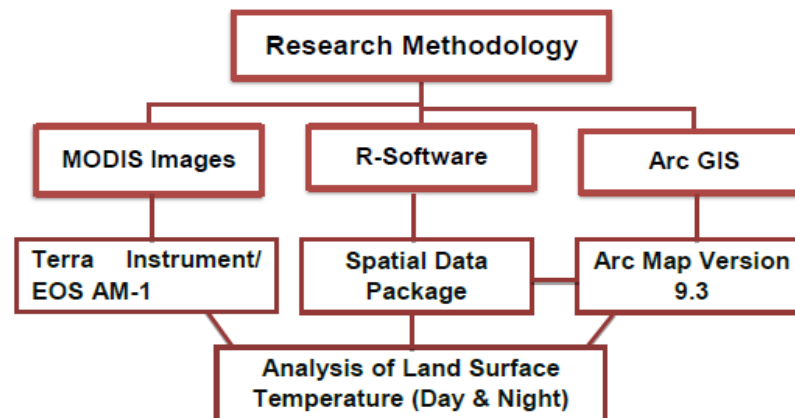 Research Methodology
MODIS Images
R-Software
Arc GIS
Terra Instrument/
EOS AM-1
Spatial Data
Package
Arc Map Version
9.3
Analysis of Land Surface
Temperature (Day & Night)